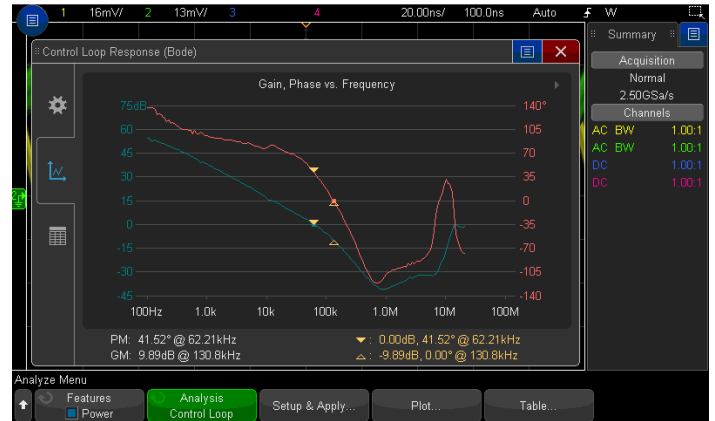 1 16mV/ 2 13mV/ 3 4 20.00ns/ 100.0ns Auto W
Summary
Control Loop Response (Bode)
Acquisition
Normal
2.50GSa/s
Channels
AC BW 1.00:1
AC BW 1.00:1
DC 1.00:1
DC 1.00:1
Gain, Phase vs. Frequency
75dB 140°
60 105
45 70
30 35
15 0
0 -35
-15 -70
-30 -105
-45 -140
100Hz 1.0k 10k 100k 1.0M 10M 100M
PM: 41.52° @ 62.21kHz : 0.00dB, 41.52° @ 62.21kHz
GM: 9.89dB @ 130.8kHz : -9.89dB, 0.00° @ 130.8kHz
Analyze Menu
Features Power
Analysis Control Loop
Setup & Apply...
Plot...
Table...